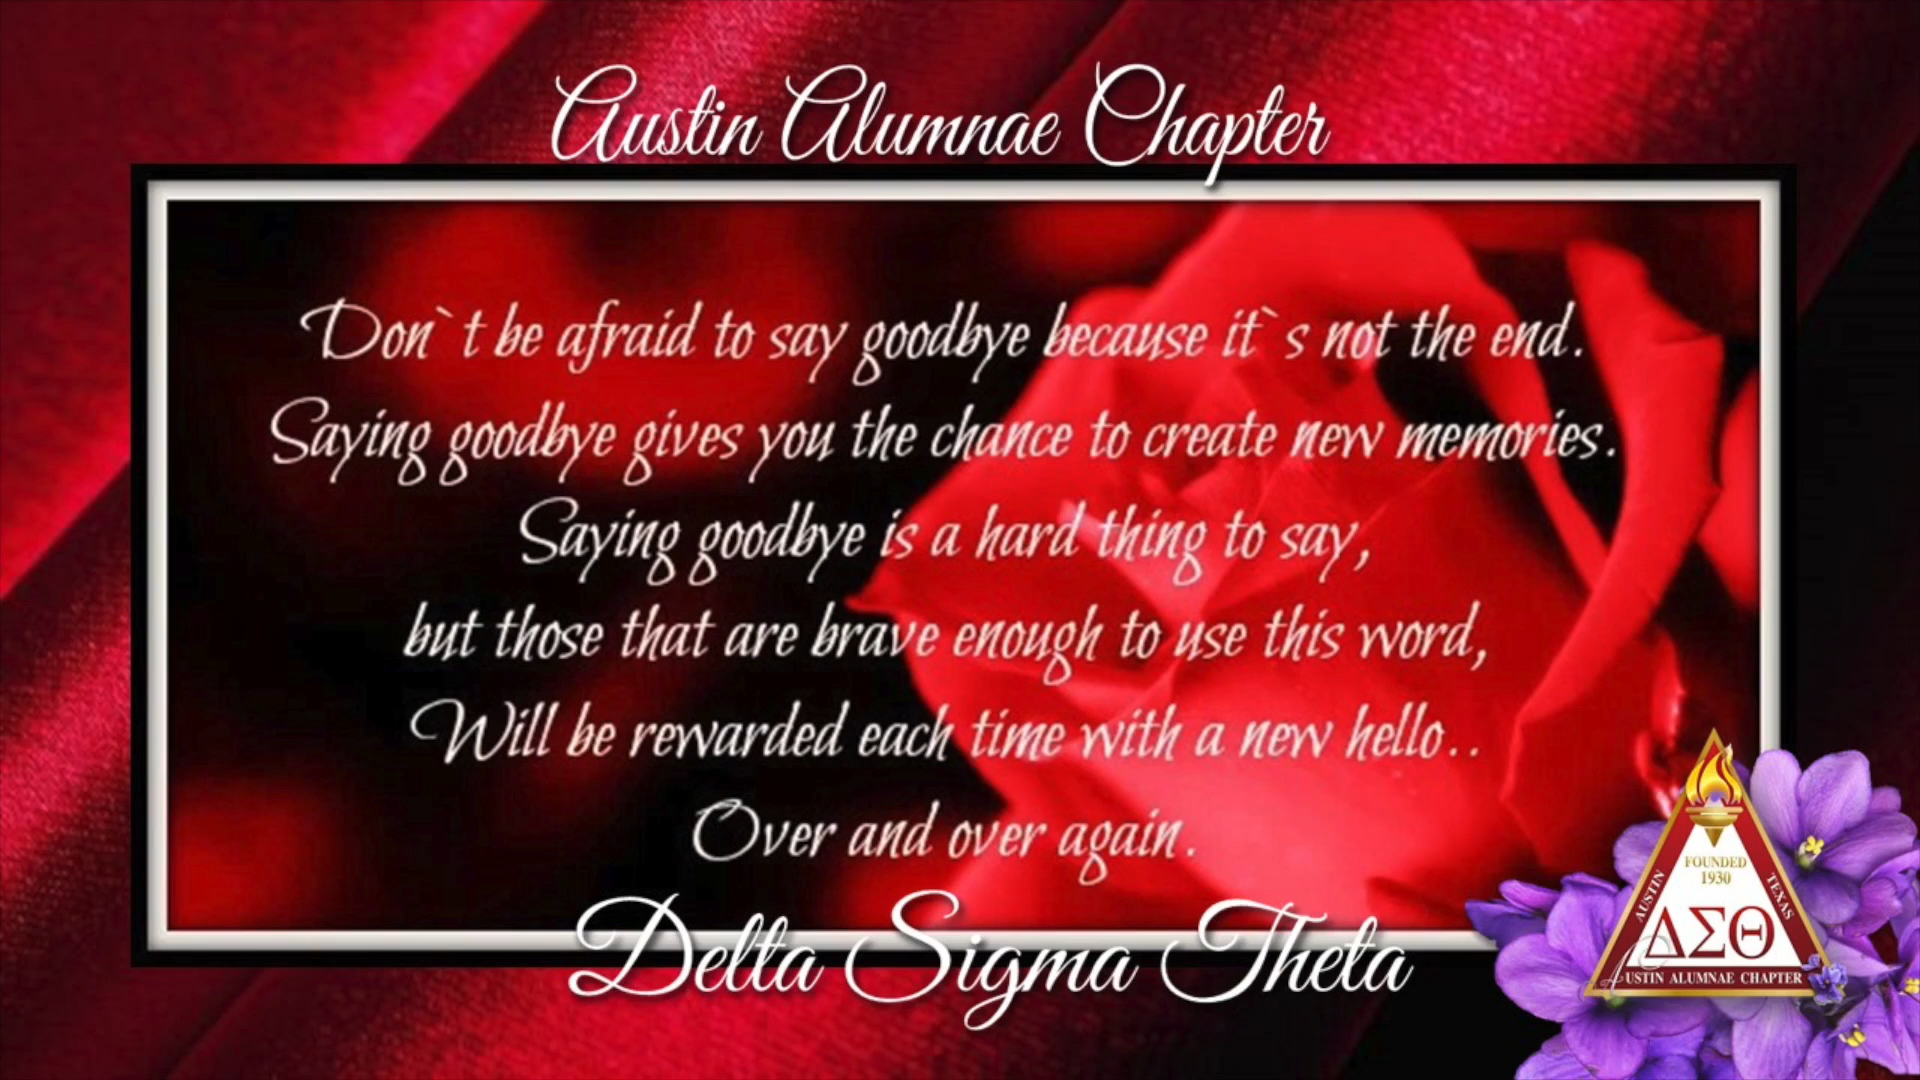 Austin Alumnae Chapter
Don`t be afraid to say goodbye because it`s not the end.
Saying goodbye gives you the chance to create new memories.
Saying goodbye is a hard thing to say,
but those that are brave enough to use this word,
Will be rewarded each time with a new hello..
Over and over again.
Delta Sigma Theta
FOUNDED
1930
AUSTIN
TEXAS
ΔΣΘ
AUSTIN ALUMNAE CHAPTER